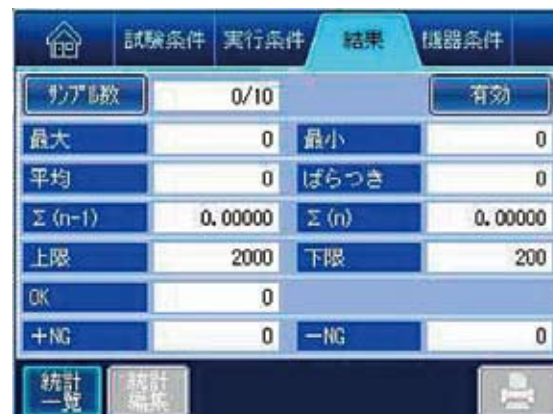 試験条件 実行条件 結果 機器条件
サンプル数 0/10 有効
最大 0 最小 0
平均 0 ばらつき 0
Σ(n-1) 0.00000 Σ(n) 0.00000
上限 2000 下限 200
OK 0
+NG 0 -NG 0
統計 統計
一覧 編集